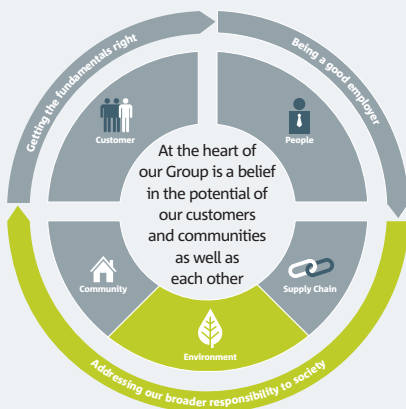 Getting the fundamentals right
Being a good employer
Customer
People
At the heart of
our Group is a belief
in the potential of
our customers
and communities
as well as
each other
Community
Supply Chain
Environment
Addressing our broader responsibility to society